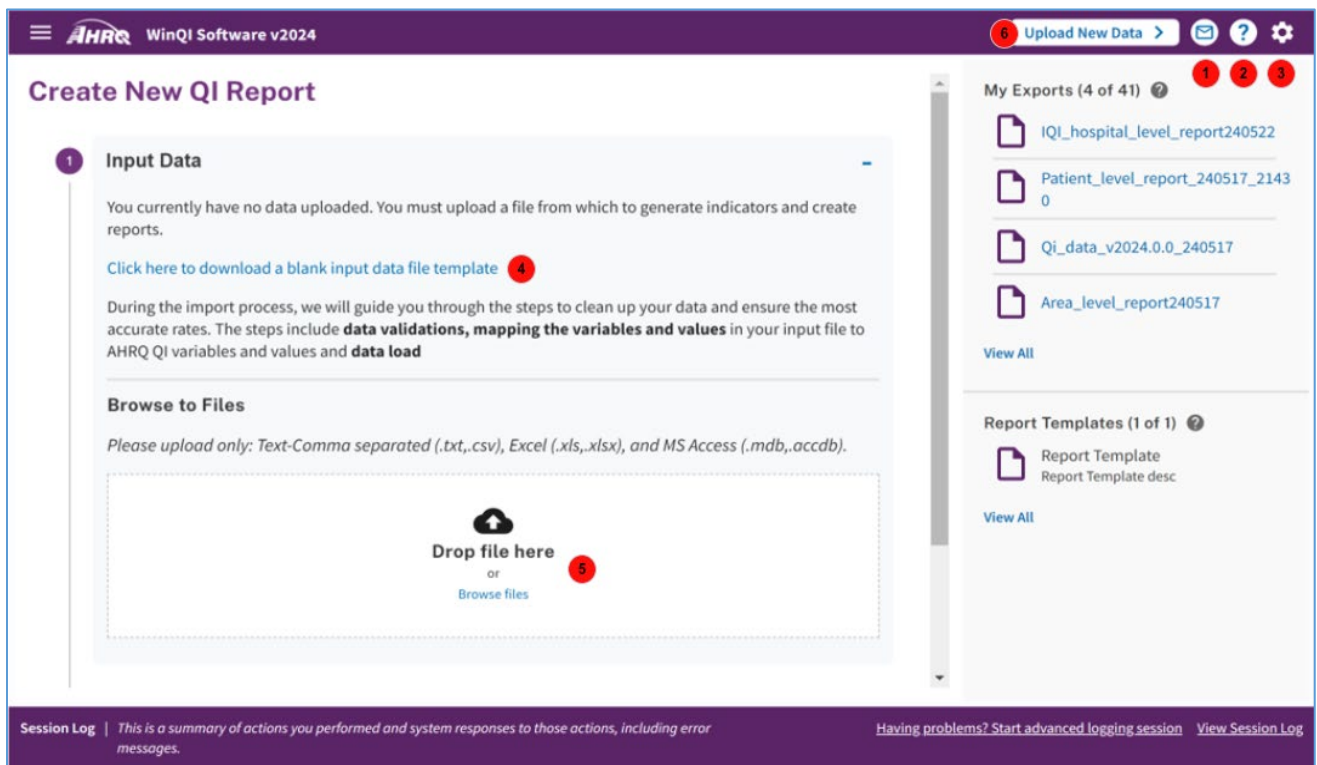 AHRQ WinQI Software v2024
6 Upload New Data
?
1 2 3
Create New QI Report
1 Input Data
You currently have no data uploaded. You must upload a file from which to generate indicators and create
reports.
Click here to download a blank input data file template 4
During the import process, we will guide you through the steps to clean up your data and ensure the most
accurate rates. The steps include data validations, mapping the variables and values in your input file to
AHRQ QI variables and values and data load
Browse to Files
Please upload only: Text-Comma separated (.txt,.csv), Excel (.xls,.xlsx), and MS Access (.mdb,.accdb).
Drop file here
or
5
Browse files
My Exports (4 of 41) ?
IQI_hospital_level_report240522
Patient_level_report_240517_2143
0
Qi_data_v2024.0.0_240517
Area_level_report240517
View All
Report Templates (1 of 1) ?
Report Template
Report Template desc
View All
Session Log | This is a summary of actions you performed and system responses to those actions, including error
messages.
Having problems? Start advanced logging session View Session Log